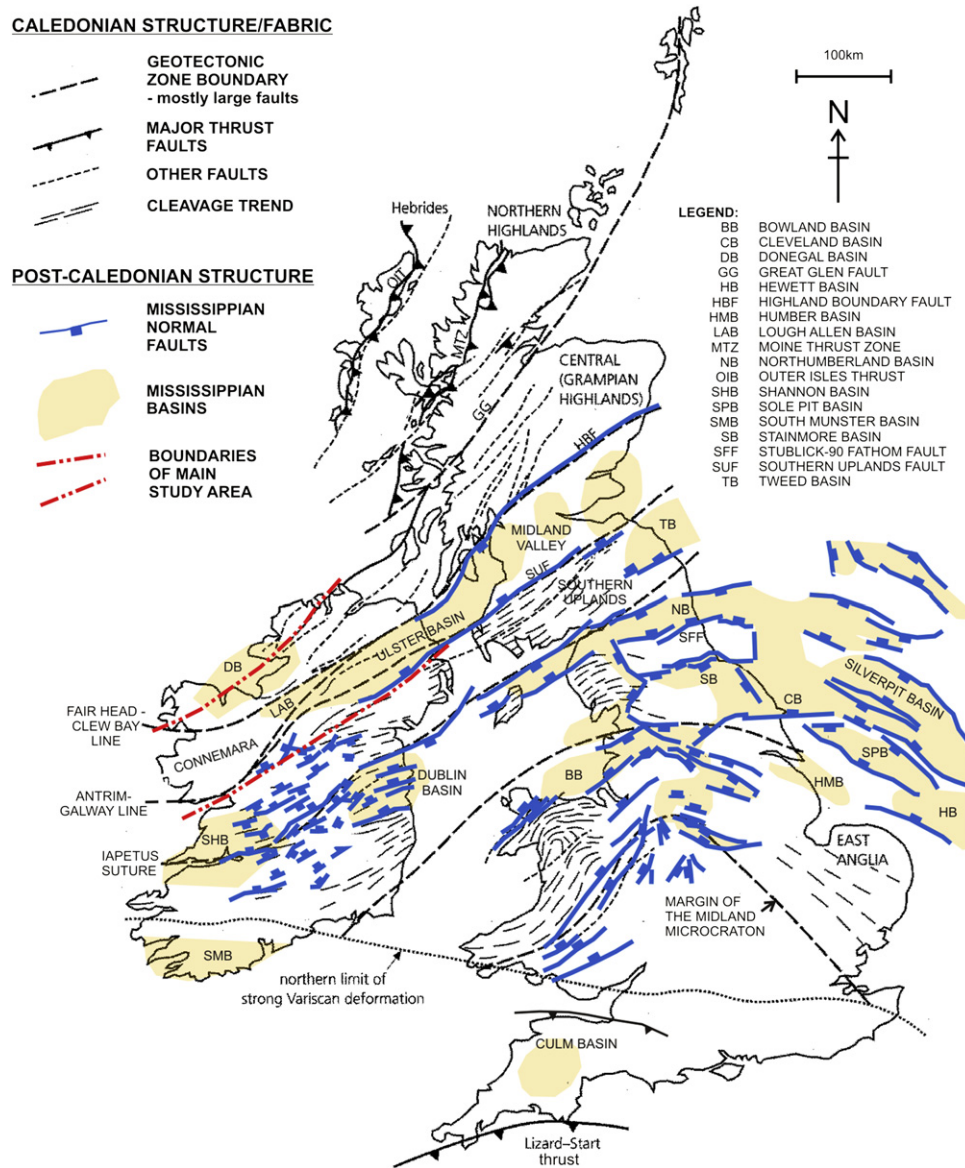 CALEDONIAN STRUCTURE/FABRIC
GEOTECTONIC
ZONE BOUNDARY
- mostly large faults
MAJOR THRUST
FAULTS
OTHER FAULTS
CLEAVAGE TREND
POST-CALEDONIAN STRUCTURE
MISSISSIPPIAN
NORMAL
FAULTS
MISSISSIPPIAN
BASINS
BOUNDARIES
OF MAIN
STUDY AREA
100km
N
LEGEND:
BB BOWLAND BASIN
CB CLEVELAND BASIN
DB DONEGAL BASIN
GG GREAT GLEN FAULT
HB HEWETT BASIN
HBF HIGHLAND BOUNDARY FAULT
HMB HUMBER BASIN
LAB LOUGH ALLEN BASIN
MTZ MOINE THRUST ZONE
NB NORTHUMBERLAND BASIN
OIB OUTER ISLES THRUST
SHB SHANNON BASIN
SPB SOLE PIT BASIN
SMB SOUTH MUNSTER BASIN
SB STAINMORE BASIN
SFF STUBLICK-90 FATHOM FAULT
SUF SOUTHERN UPLANDS FAULT
TB TWEED BASIN
Hebrides
NORTHERN
HIGHLANDS
OIT
MTZ
CENTRAL
(GRAMPIAN
HIGHLANDS)
GG
HBF
MIDLAND
VALLEY
TB
SUF
SOUTHERN
UPLANDS
ULSTER BASIN
NB
SFF
DB
SB
SILVERPIT BASIN
LAB
CB
FAIR HEAD -
CLEW BAY
LINE
CONNEMARA
SPB
DUBLIN
BASIN
BB
HMB
ANTRIM-
GALWAY LINE
HB
SHB
EAST
ANGLIA
IAPETUS
SUTURE
MARGIN OF
THE MIDLAND
MICROCRATON
SMB
northern limit of
strong Variscan deformation
CULM BASIN
Lizard–Start
thrust